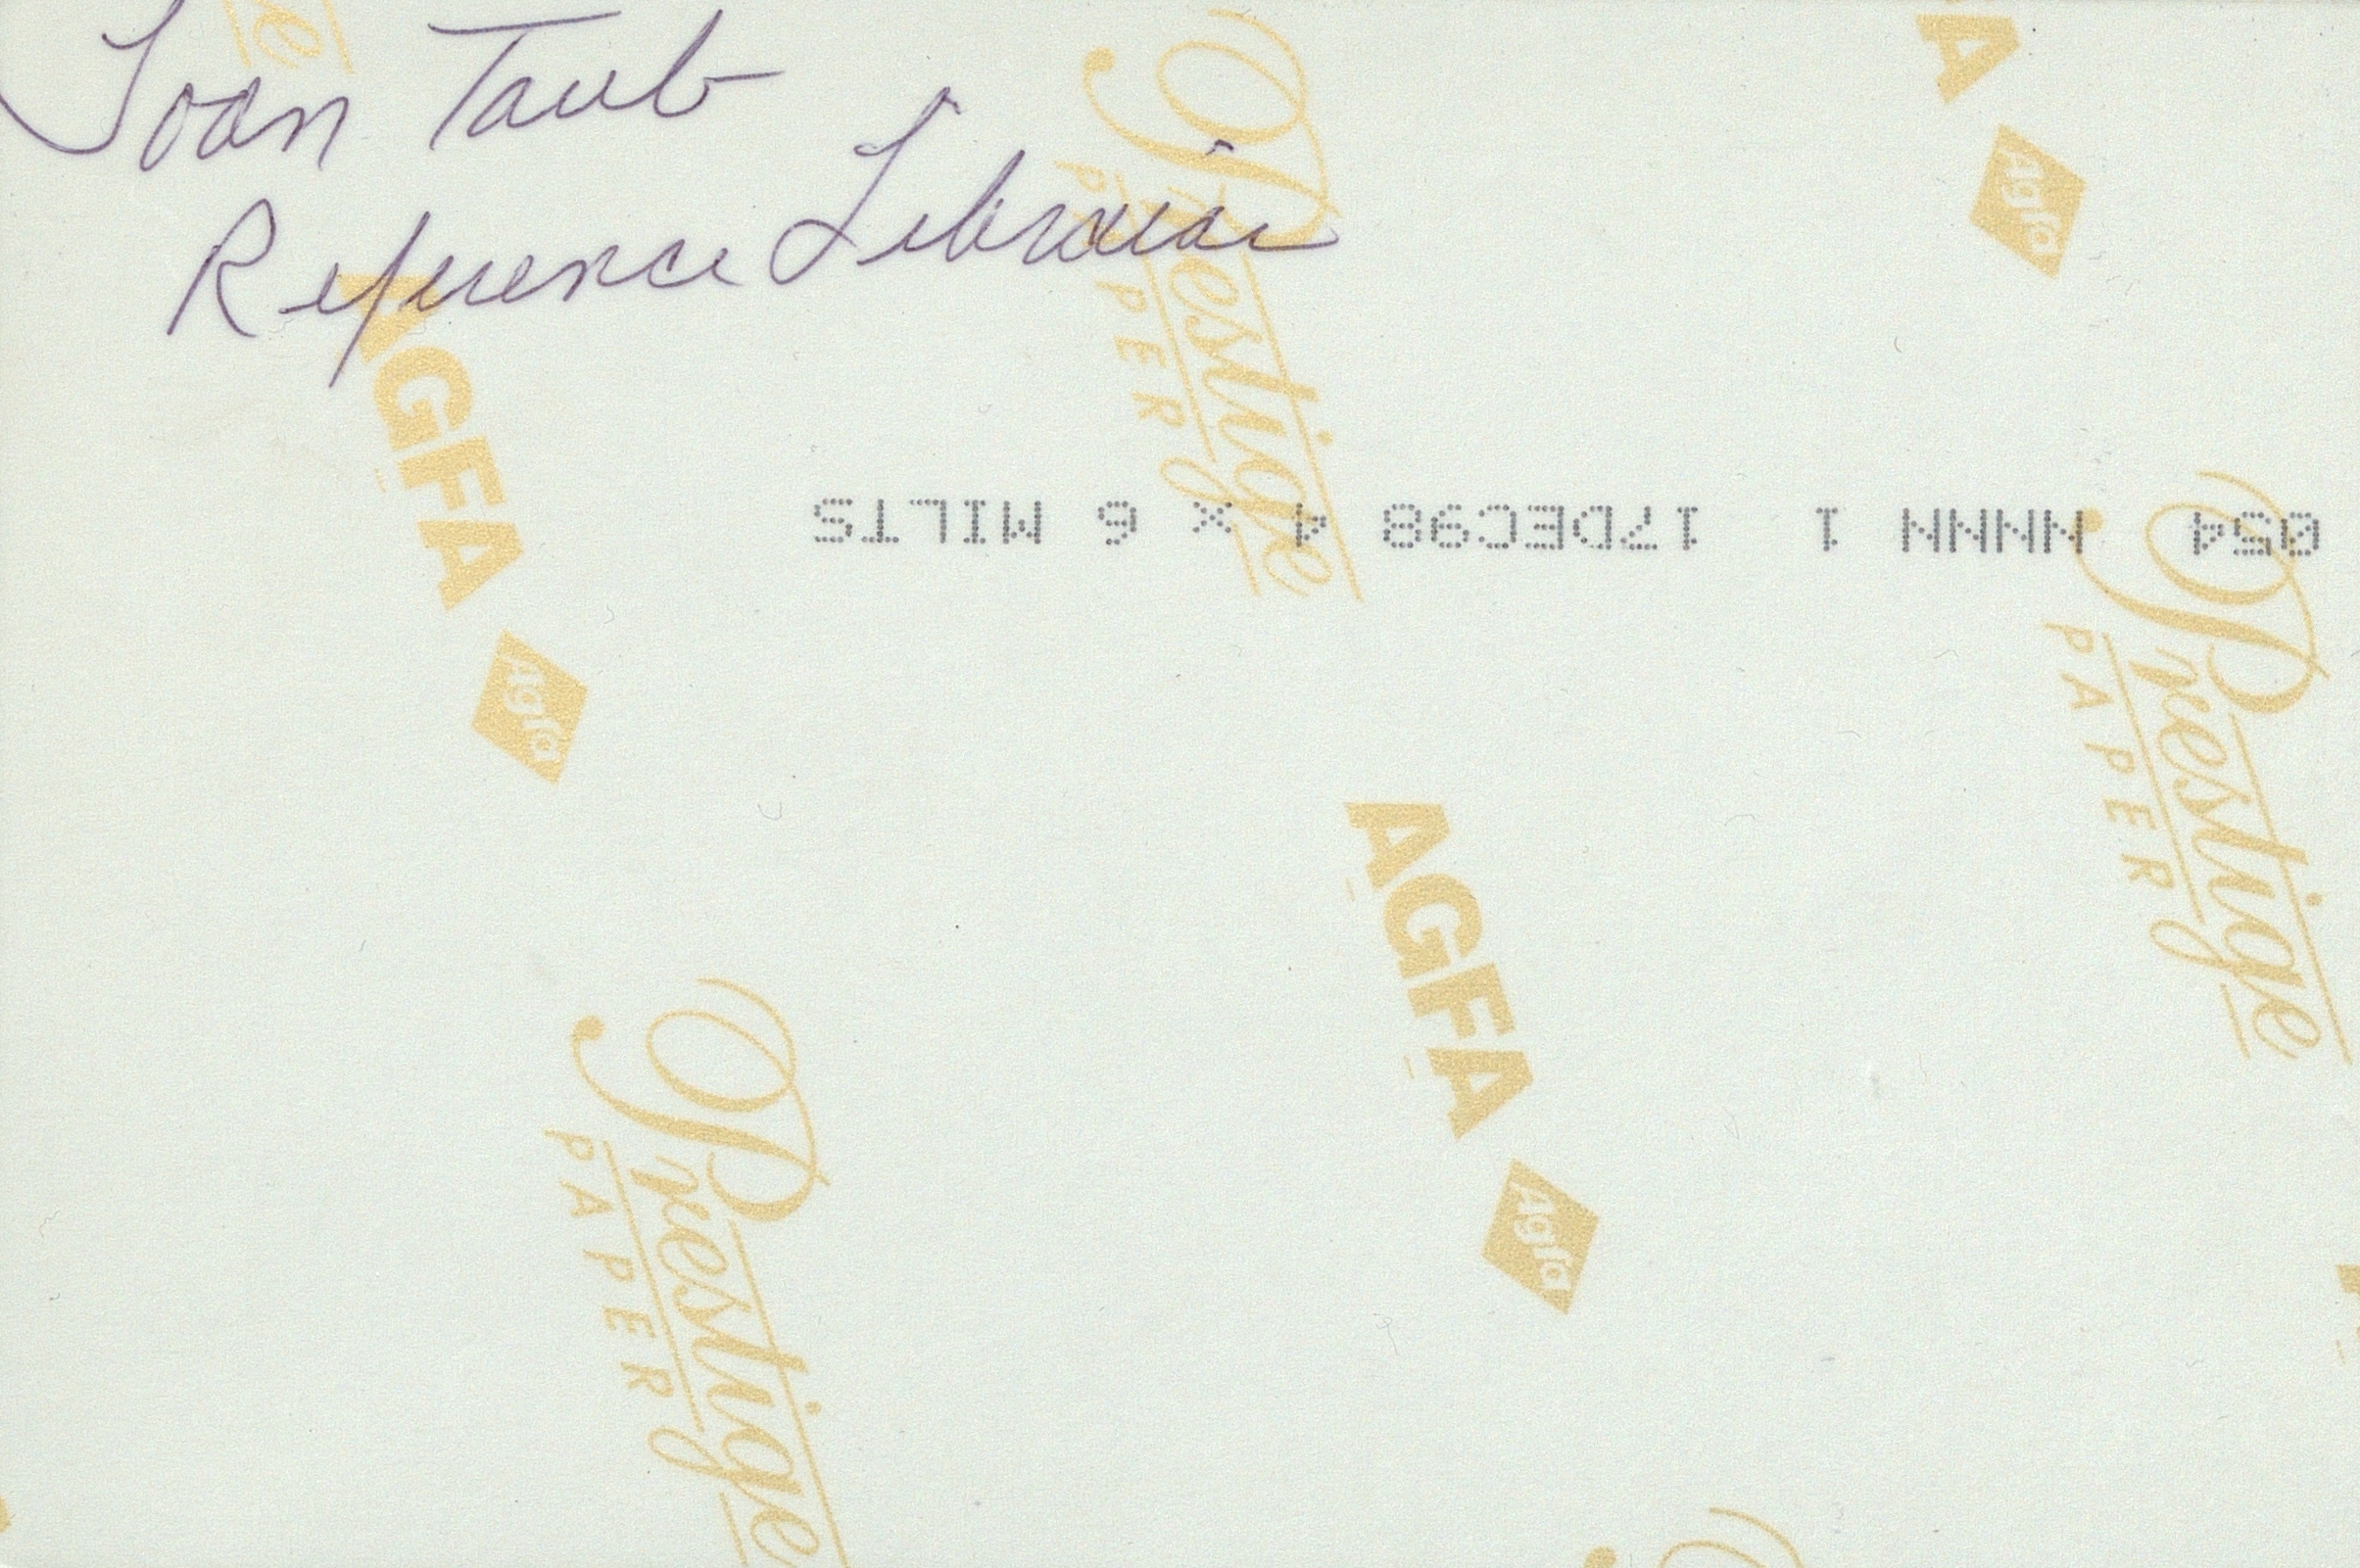 Joan Taub
Reference Librarian
054 NNNN 1 17DEC98 4 X 6 MILTS
AGFA
Agfa
Prestige
PAPER
Agfa
Prestige
PAPER
AGFA
Agfa
Prestige
PAPER